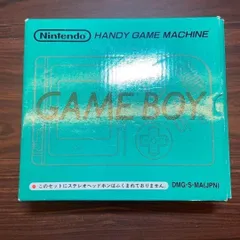 Nintendo HANDY GAME MACHINE
GAME BOY
● このセットにはステレオヘッドホンはふくまれておりません。 DMG-S-MA(JPN)